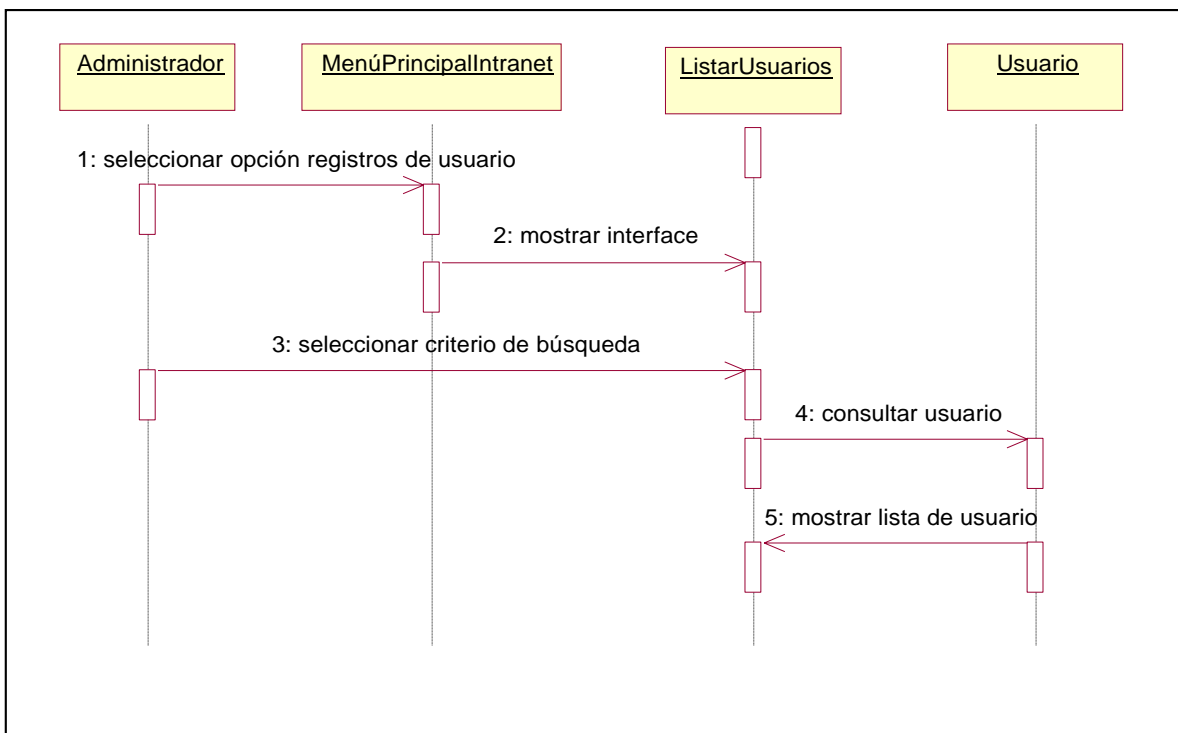 Administrador
MenúPrincipalIntranet
ListarUsuarios
Usuario
1: seleccionar opción registros de usuario
2: mostrar interface
3: seleccionar criterio de búsqueda
4: consultar usuario
5: mostrar lista de usuario